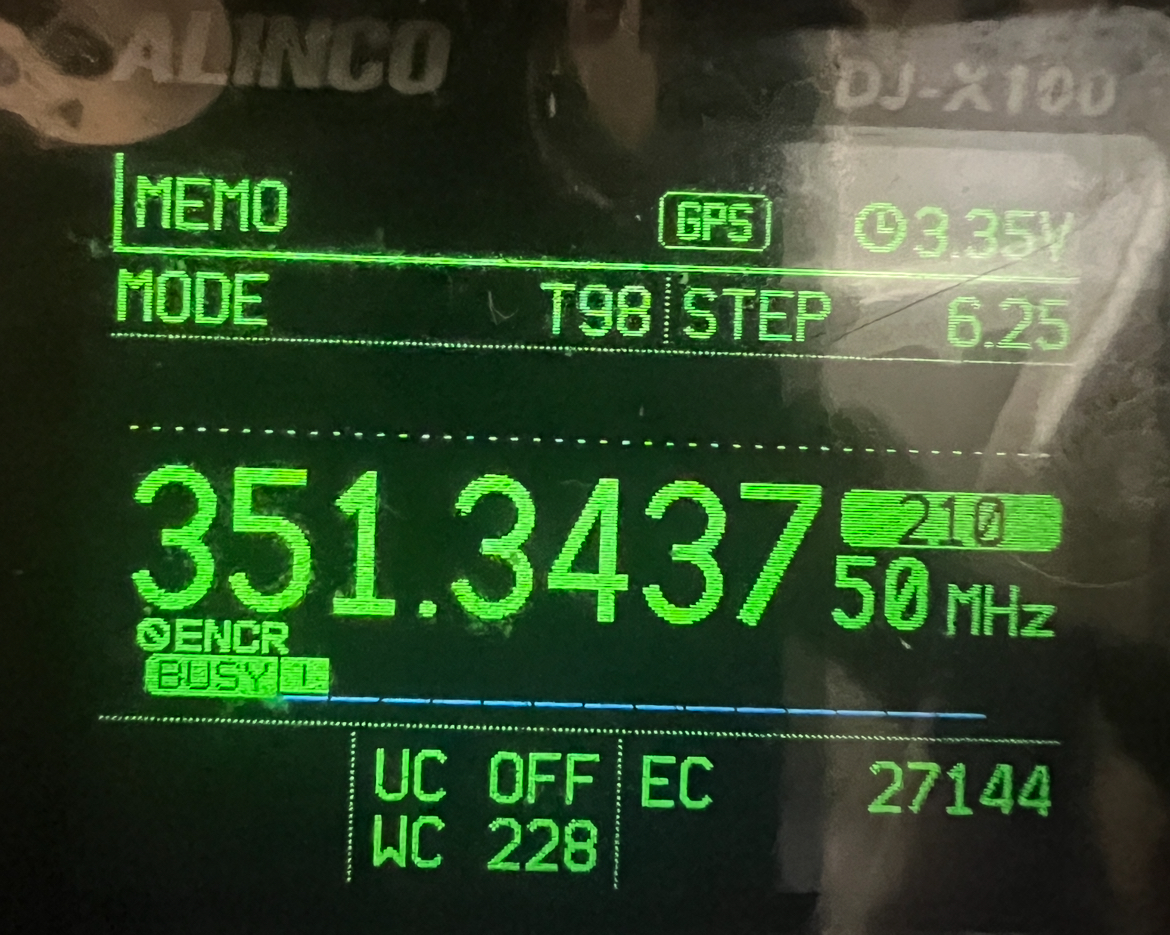 ALINCO DJ-X100
MEMO GPS 3.35V
MODE T98 STEP 6.25
351.3437 210
50 MHz
ENCR
BUSY
UC OFF EC 27144
WC 228